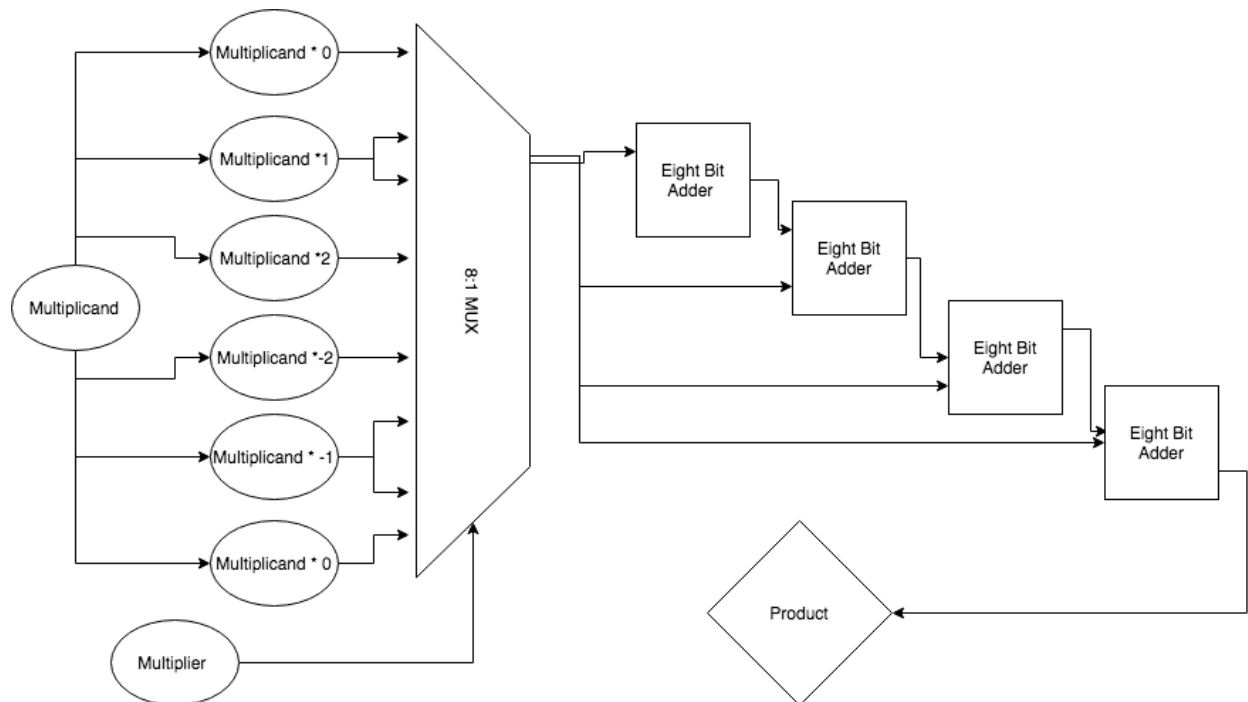 Multiplicand * 0
Multiplicand *1
Multiplicand *2
Multiplicand
Multiplicand *-2
Multiplicand * -1
Multiplicand * 0
Multiplier
8:1 MUX
Eight Bit
Adder
Eight Bit
Adder
Eight Bit
Adder
Eight Bit
Adder
Product